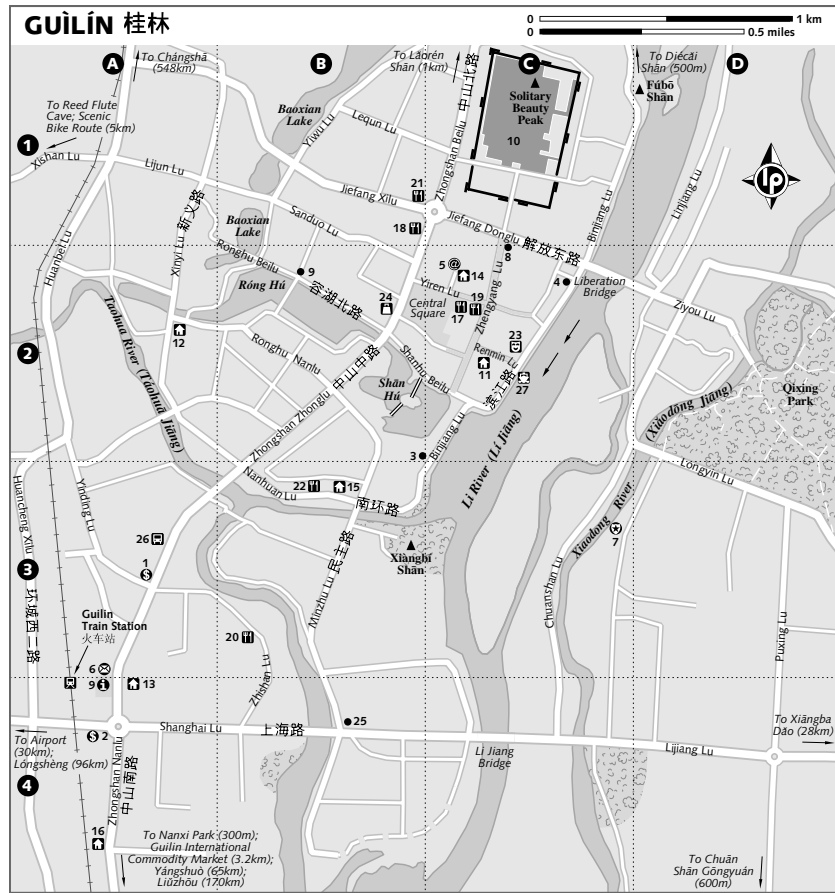 GUÌLÍN 桂林
0 1 km
0 0.5 miles
A
B
C
D
1
2
3
4
To Chángshā
(548km)
To Lǎorén
Shān (1km)
To Diécǎi
Shān (500m)
Fúbō
Shān
Solitary
Beauty
Peak
10
To Reed Flute
Cave; Scenic
Bike Route (5km)
Xishan Lu
Lijun Lu
Baoxian
Lake
Yiwu Lu
Lequn Lu
Zhongshan Beilu
中山北路
Binjiang Lu
Linjiang Lu
lp
Huanbei Lu
Xinyi Lu
新义路
Baoxian
Lake
Sanduo Lu
Jiefang Xilu
21
18
Jiefang Donglu
解放东路
8
Ronghu Beilu
9
Róng Hú
容湖北路
5
14
Yiren Lu
24
Central
Square
17
19
Zhengyang Lu
4
Liberation
Bridge
Ziyou Lu
Taohua River (Táohuā Jiāng)
12
Ronghu Nanlu
中山中路
Zhongshan Zhonglu
Shanhu Beilu
Shān
Hú
23
Renmin Lu
11
27
滨江路
Binjiang Lu
3
Li River (Lí Jiāng)
(Xiǎodōng Jiāng)
Xiaodong River
Qixing
Park
Longyin Lu
Huancheng Xilu
环城西二路
Yinding Lu
Nanhuan Lu
22
15
南环路
26
1
Xiàngbí
Shān
Minzhu Lu
民主路
7
Chuanshan Lu
Puxing Lu
Guilin
Train Station
火车站
6
9
13
20
Zhishan Lu
25
2
Shanghai Lu
上海路
Lí Jiang
Bridge
Lijiang Lu
To Xiāngba
Dǎo (28km)
To Airport
(30km);
Lóngshèng (96km)
Zhongshan Nanlu
中山南路
16
To Nanxi Park (300m);
Guilin International
Commodity Market (3.2km);
Yángshuò (65km)
Liǔzhōu (170km)
To Chuān
Shān Gōngyuán
(600m)